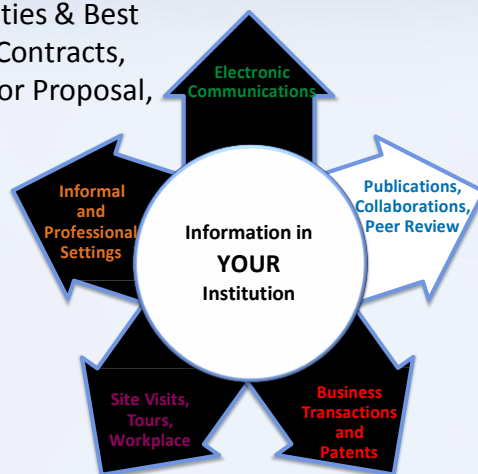 ties & Best
Contracts,
or Proposal,
Electronic
Communications
Informal
and
Professional
Settings
Publications,
Collaborations,
Peer Review
Information in
YOUR
Institution
Site Visits,
Tours,
Workplace
Business
Transactions
and
Patents